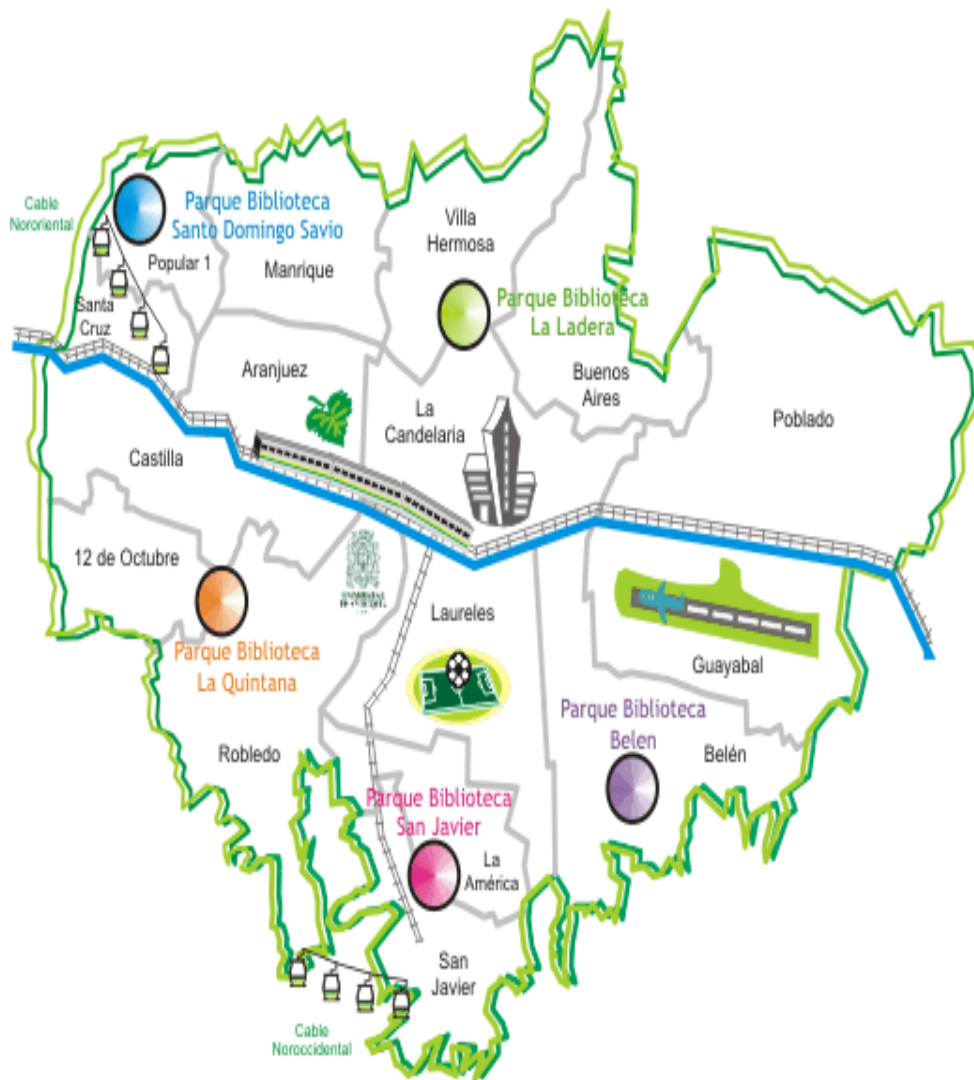 Cable
Nororiental
Parque Biblioteca
Santo Domingo Savio
Popular 1
Manrique
Villa
Hermosa
Parque Biblioteca
La Ladera
Santa
Cruz
Aranjuez
La
Candelaria
Buenos
Aires
Poblado
Castilla
12 de Octubre
Laureles
Parque Biblioteca
La Quintana
Guayabal
Parque Biblioteca
Belen
Belén
Robledo
Parque Biblioteca
San Javier
La
América
San
Javier
Cable
Noroccidental